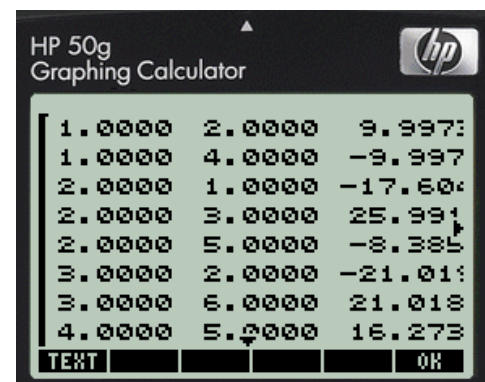 HP 50g
Graphing Calculator
hp
1.0000 2.0000 9.997
1.0000 4.0000 -9.997
2.0000 1.0000 -17.60
2.0000 3.0000 25.99
2.0000 5.0000 -8.38
3.0000 2.0000 -21.01
3.0000 6.0000 21.018
4.0000 5.0000 16.273
TEXT OK